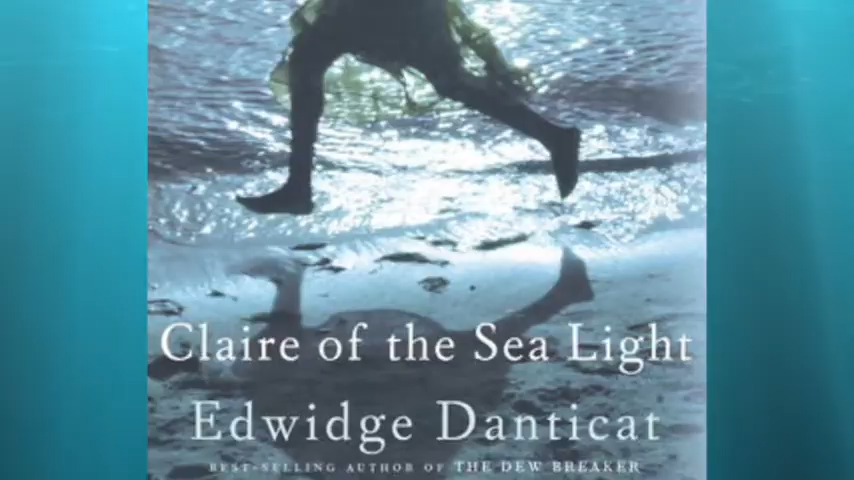 Claire of the Sea Light
Edwidge Danticat
BEST-SELLING AUTHOR OF THE DEW BREAKER